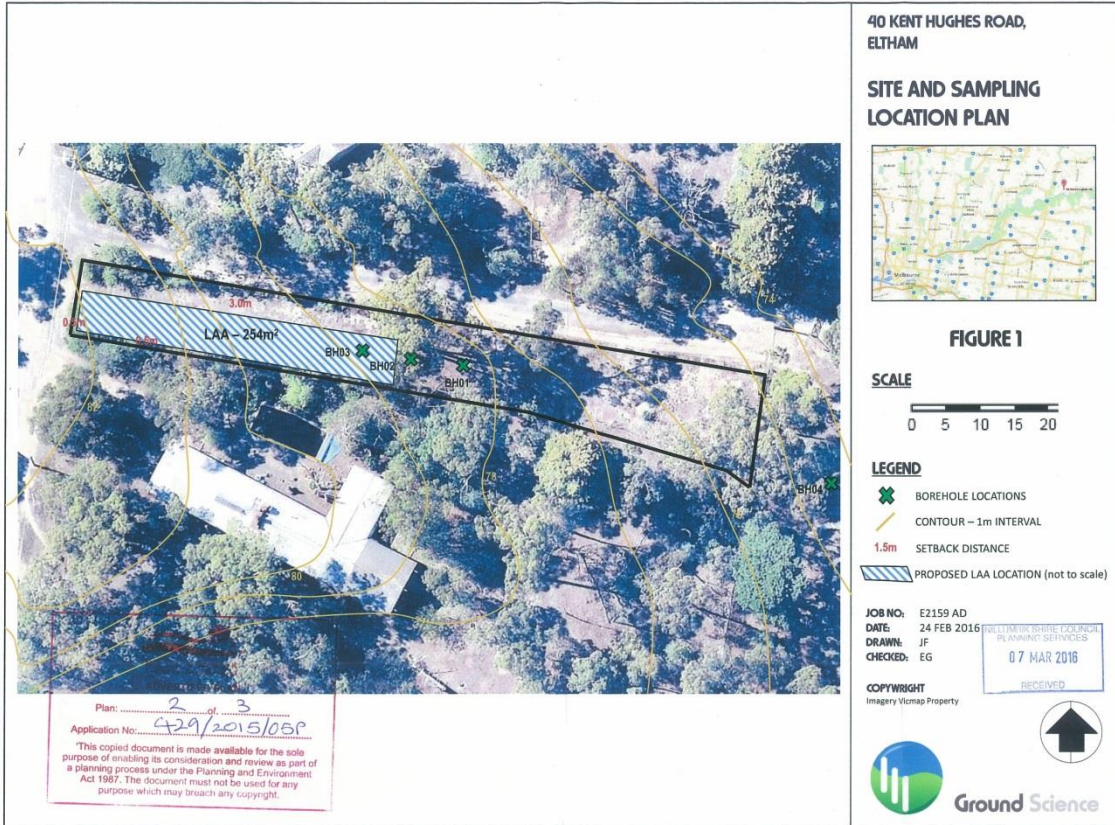 40 KENT HUGHES ROAD,
ELTHAM
SITE AND SAMPLING
LOCATION PLAN
Melbourne
FIGURE 1
SCALE
0 5 10 15 20
LEGEND
BOREHOLE LOCATIONS
CONTOUR – 1m INTERVAL
1.5m SETBACK DISTANCE
PROPOSED LAA LOCATION (not to scale)
JOB NO: E2159 AD
DATE: 24 FEB 2016
DRAWN: JF
CHECKED: EG
NILLUMBIK SHIRE COUNCIL
PLANNING SERVICES
07 MAR 2016
RECEIVED
COPYWRIGHT
Imagery Vicmap Property
Ground Science
74
3.0m
LAA – 254m²
BH03
BH02
BH01
82
78
BH04
80
Plan: 2 of 3
Application No: 429/2015/05P
"This copied document is made available for the sole
purpose of enabling its consideration and review as part of
a planning process under the Planning and Environment
Act 1987. The document must not be used for any
purpose which may breach any copyright.